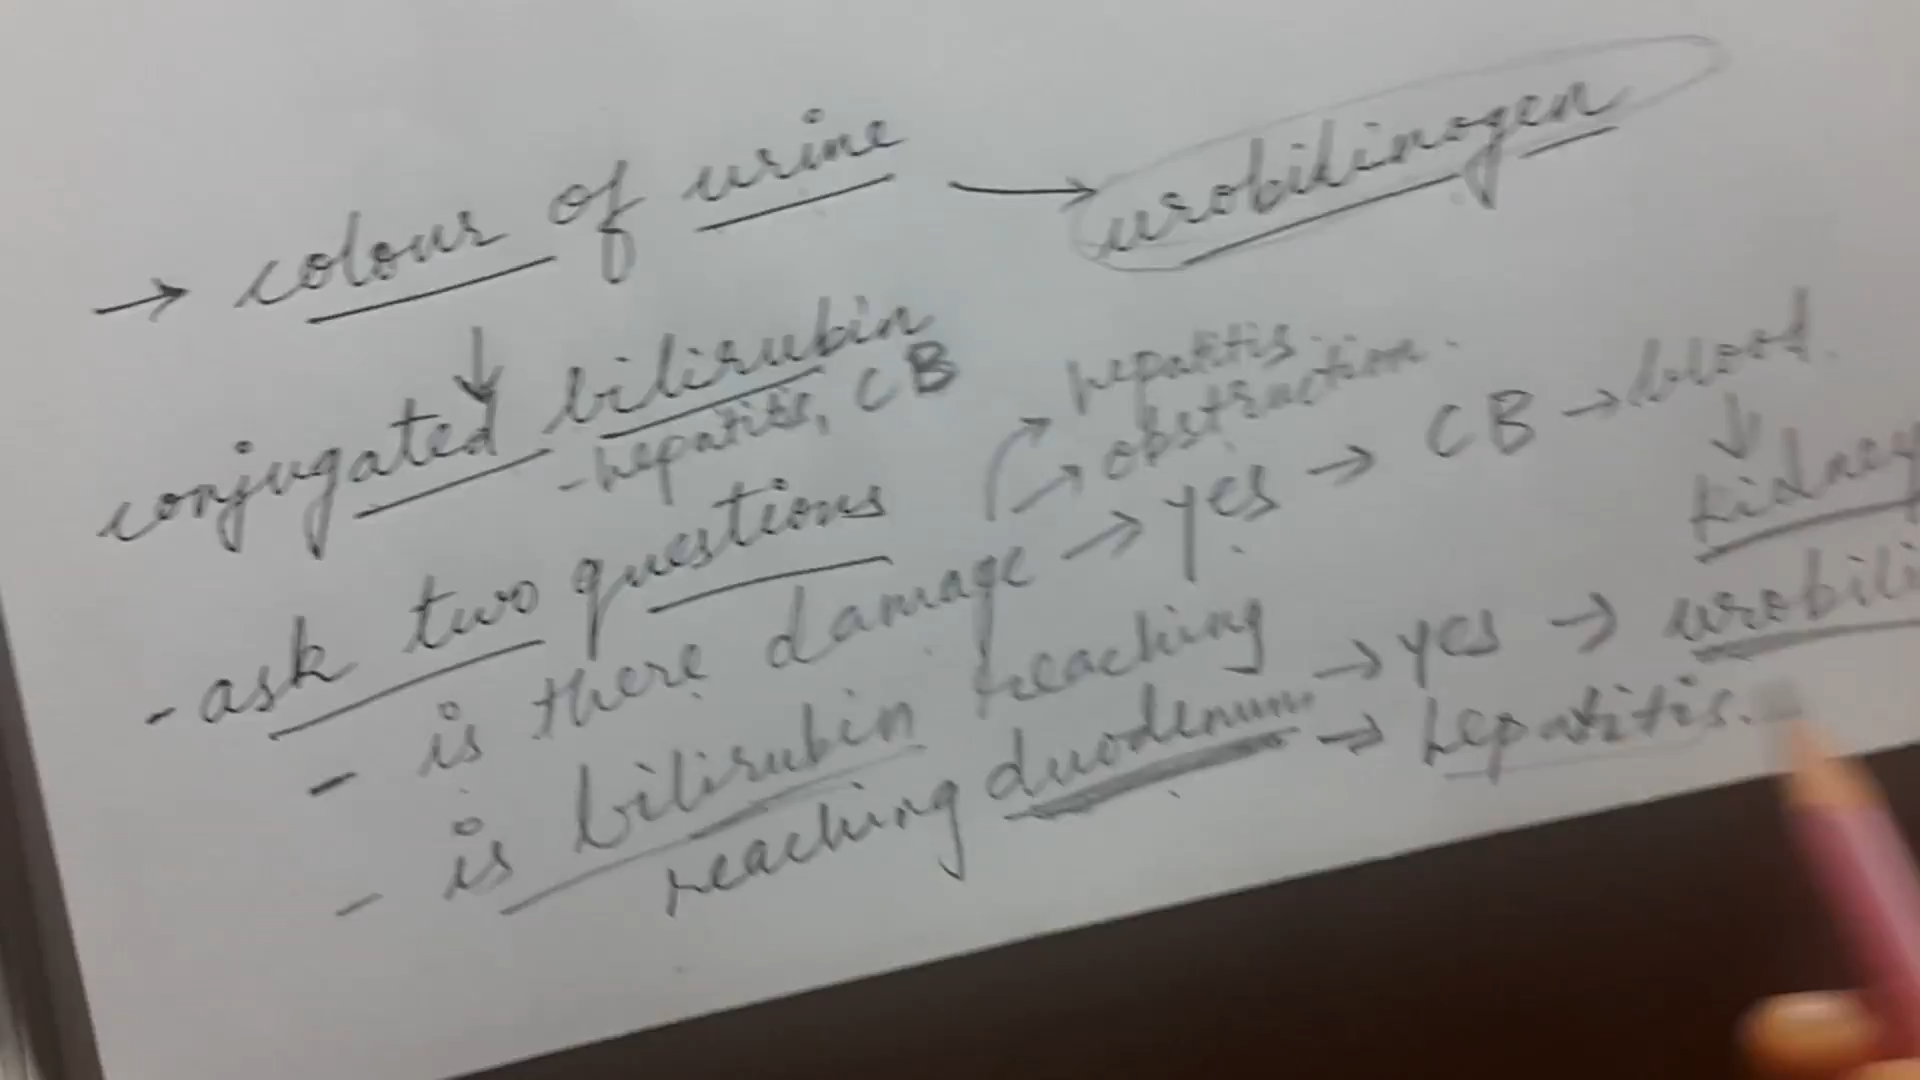 → colour of urine → urobilinogen
↓
conjugated bilirubin
- hepatitis, CB
- ask two questions
→ hepatitis.
→ obstruction.
- is there damage → yes → CB → blood.
↓
kidney
- is bilirubin reaching
reaching duodenum → yes → urobili
→ hepatitis.